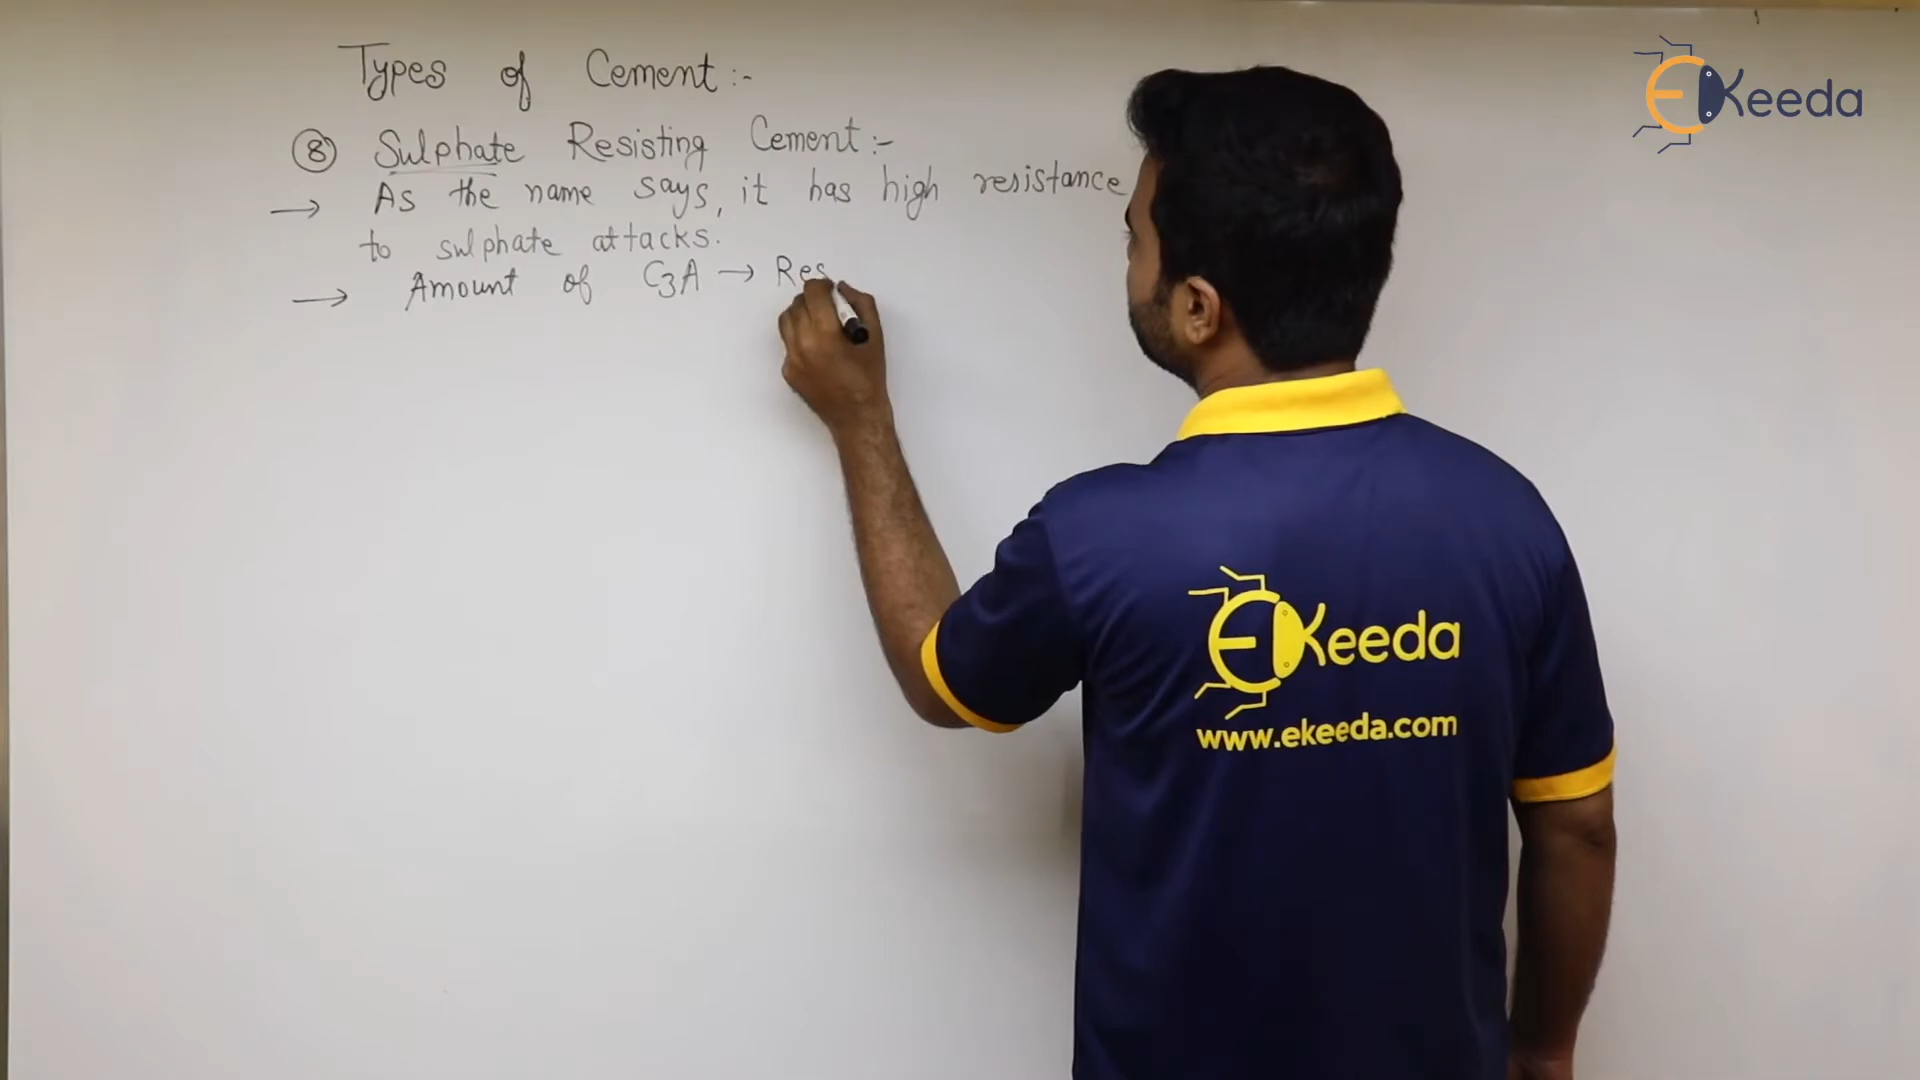 Types of Cement :-
⑧ Sulphate Resisting Cement :-
→ As the name says, it has high resistance
to sulphate attacks.
→ Amount of C3A → Res
EKeeda
EKeeda
www.ekeeda.com